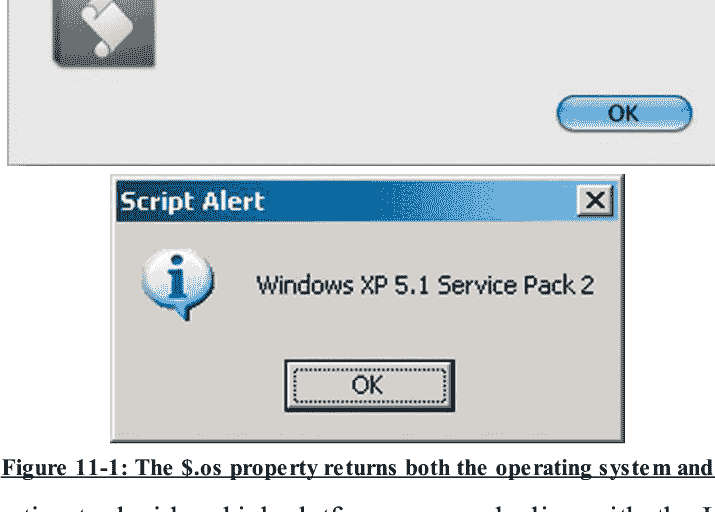 OK
Script Alert
Windows XP 5.1 Service Pack 2
OK
Figure 11-1: The $.os property returns both the operating system and